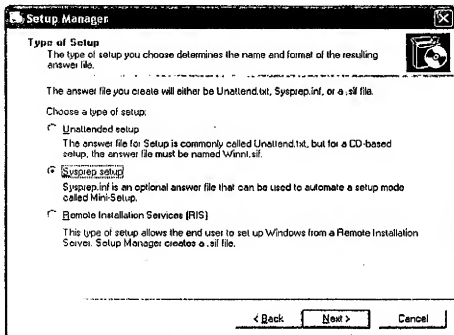 Setup Manager
Type of Setup
The type of setup you choose determines the name and format of the resulting
answer file.
The answer file you create will either be Unattend.txt, Sysprep.inf, or a .sif file.
Choose a type of setup:
Unattended setup
The answer file for Setup is commonly called Unattend.txt, but for a CD-based
setup, the answer file must be named Winnt.sif.
Sysprep setup
Sysprep.inf is an optional answer file that can be used to automate a setup mode
called Mini-Setup.
Remote Installation Services (RIS)
This type of setup allows the end user to set up Windows from a Remote Installation
Server. Setup Manager creates a .sif file.
< Back Next > Cancel